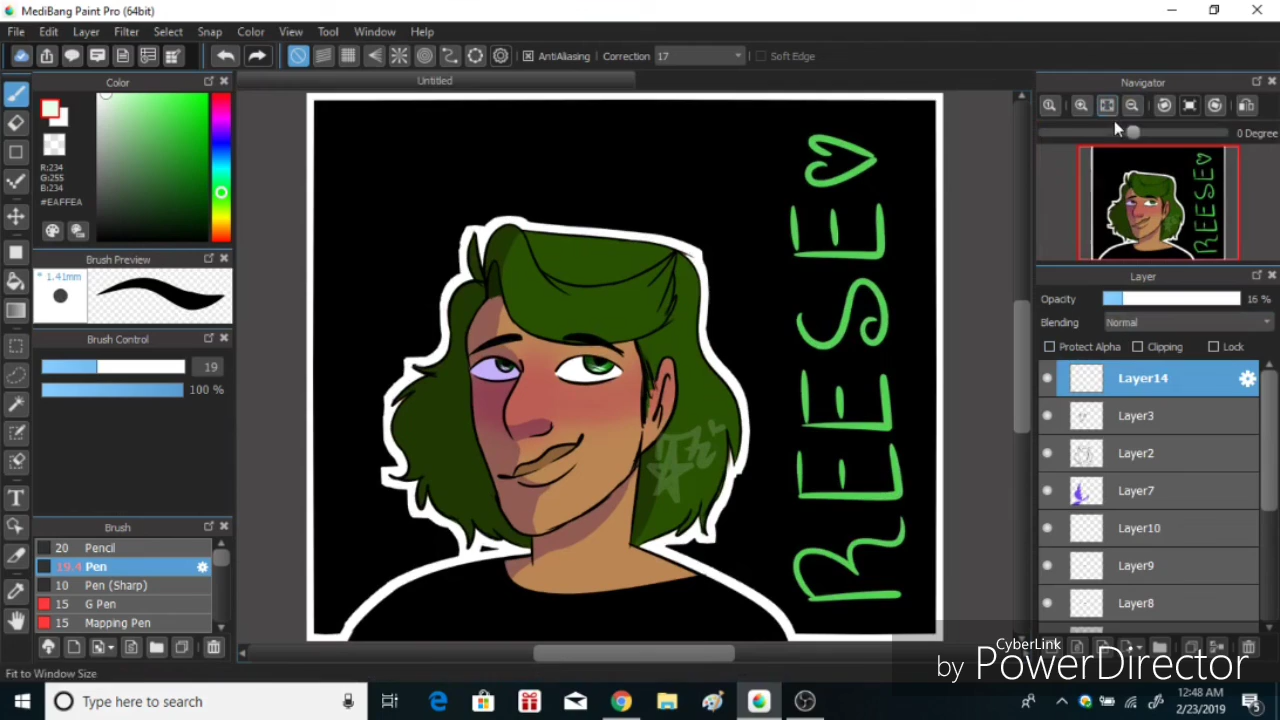 MediBang Paint Pro (64bit)
File Edit Layer Filter Select Snap Color View Tool Window Help
AntiAliasing Correction 17 Soft Edge
Color
Untitled
Navigator
0 Degree
R:234
G:255
B:234
#EAFFEA
Brush Preview
* 1.41mm
Brush Control
19
100 %
Layer
Opacity 16 %
Blending Normal
Protect Alpha Clipping Lock
Layer14
Layer3
Layer2
Layer7
Layer10
Layer9
Layer8
REESE
Brush
20 Pencil
19.4 Pen
10 Pen (Sharp)
15 G Pen
15 Mapping Pen
Fit to Window Size
CyberLink
by PowerDirector
Type here to search
12:48 AM
2/23/2019
5